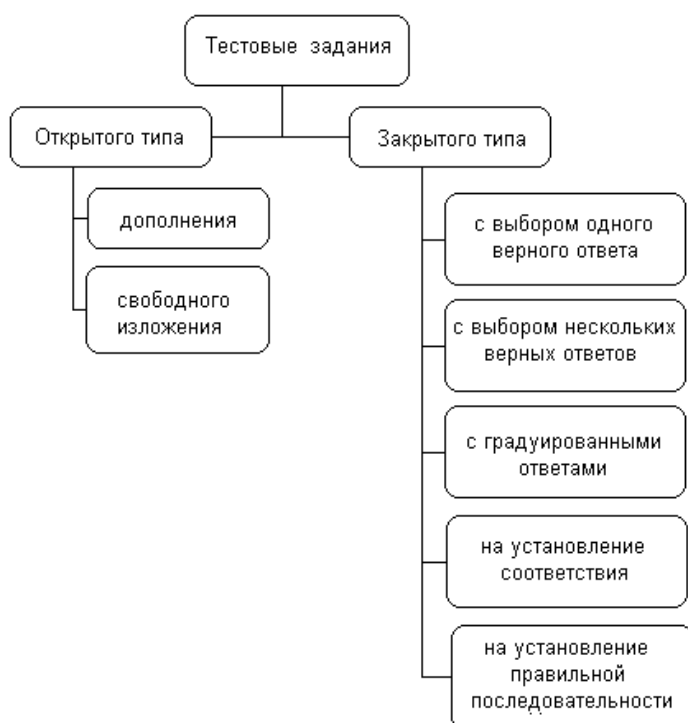 Тестовые задания
Открытого типа
Закрытого типа
дополнения
свободного
изложения
с выбором одного
верного ответа
с выбором нескольких
верных ответов
с градуированными
ответами
на установление
соответствия
на установление
правильной
последовательности